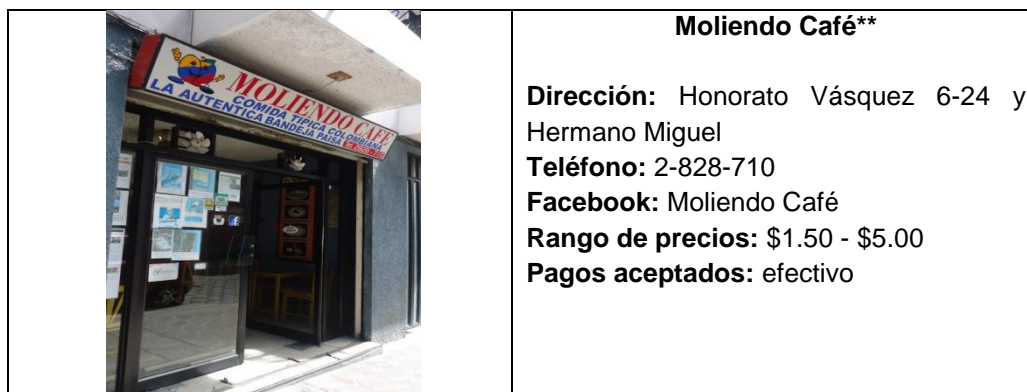 MOLIENDO CAFE
COMIDA TIPICA COLOMBIANA
LA AUTENTICA BANDEJA PAISA
Moliendo Café**
Dirección: Honorato Vásquez 6-24 y
Hermano Miguel
Teléfono: 2-828-710
Facebook: Moliendo Café
Rango de precios: $1.50 - $5.00
Pagos aceptados: efectivo